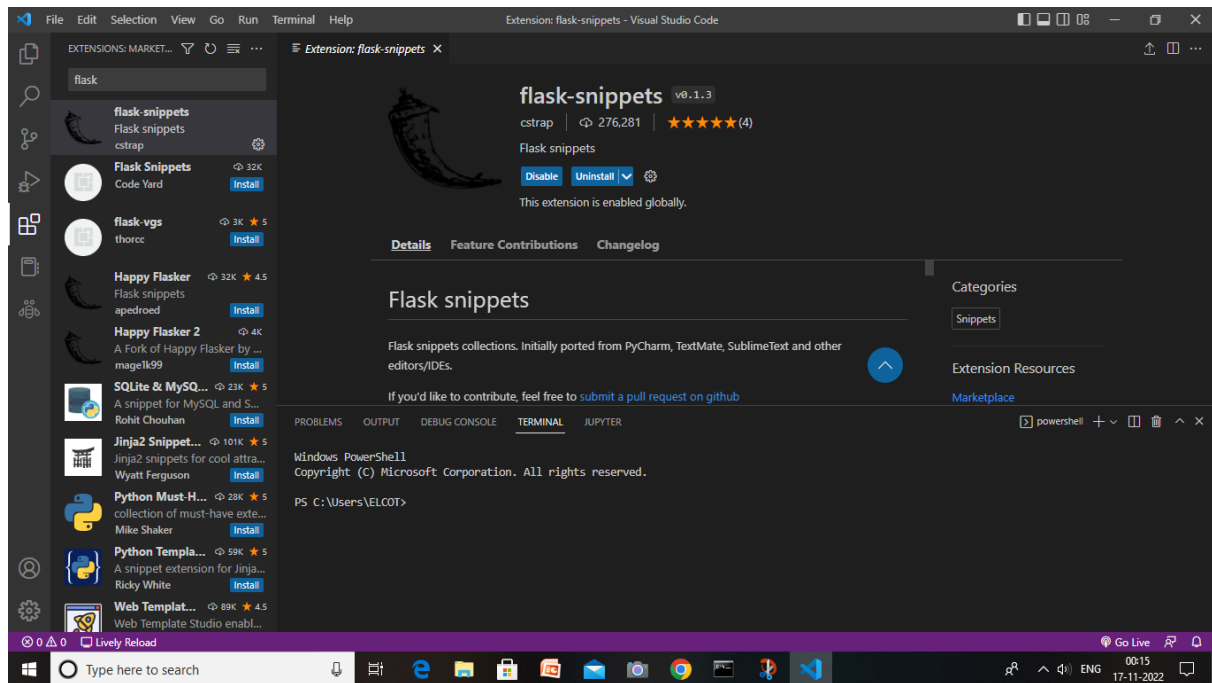 File Edit Selection View Go Run Terminal Help
Extension: flask-snippets - Visual Studio Code
EXTENSIONS: MARKET...
flask
flask-snippets
Flask snippets
cstrap
Flask Snippets 32K
Code Yard Install
flask-vgs 3K ★ 5
thorcc Install
Happy Flasker 32K ★ 4.5
Flask snippets
apedroed Install
Happy Flasker 2 4K
A Fork of Happy Flasker by ...
mage1k99 Install
SQLite & MySQ... 23K ★ 5
A snippet for MySQL and S...
Rohit Chouhan Install
Jinja2 Snippet... 101K ★ 5
Jinja2 snippets for cool attra...
Wyatt Ferguson Install
Python Must-H... 28K ★ 5
collection of must-have exte...
Mike Shaker Install
Python Templa... 59K ★ 5
A snippet extension for Jinja...
Ricky White Install
Web Templat... 89K ★ 4.5
Web Template Studio enabl...
Extension: flask-snippets
flask-snippets v0.1.3
cstrap 276,281 ★★★★★(4)
Flask snippets
Disable Uninstall
This extension is enabled globally.
Details Feature Contributions Changelog
Flask snippets
Flask snippets collections. Initially ported from PyCharm, TextMate, SublimeText and other
editors/IDEs.
If you'd like to contribute, feel free to submit a pull request on github
Categories
Snippets
Extension Resources
Marketplace
PROBLEMS OUTPUT DEBUG CONSOLE TERMINAL JUPYTER
powershell
Windows PowerShell
Copyright (C) Microsoft Corporation. All rights reserved.
PS C:\Users\ELCOT>
0 0 Lively Reload
Go Live
Type here to search
ENG
00:15
17-11-2022